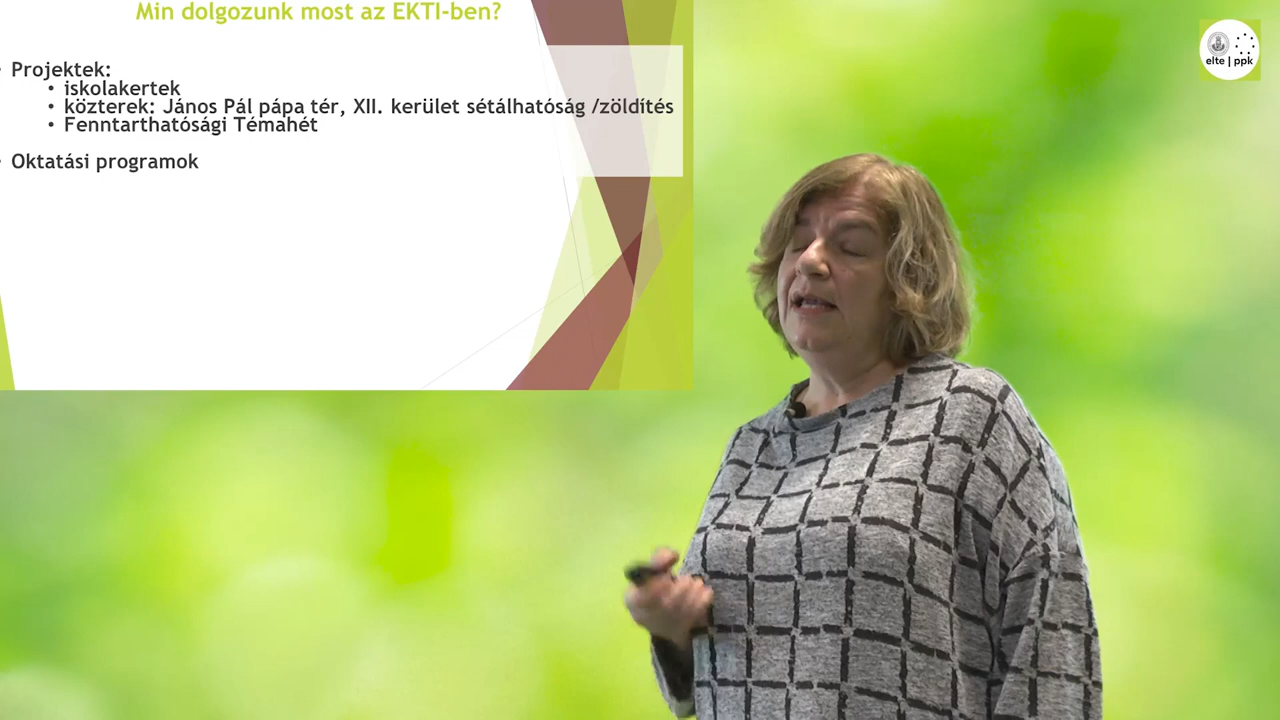 Min dolgozunk most az EKTI-ben?
Projektek:
• iskolakertek
• közterek: János Pál pápa tér, XII. kerület sétálhatóság /zöldítés
• Fenntarthatósági Témahét
Oktatási programok
elte | ppk